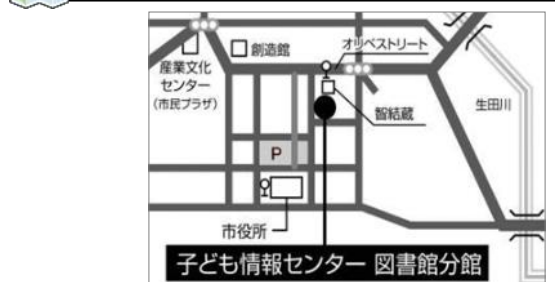 オリベストリート
創造館
産業文化
センター
(市民プラザ)
智結蔵
生田川
P
市役所
子ども情報センター 図書館分館